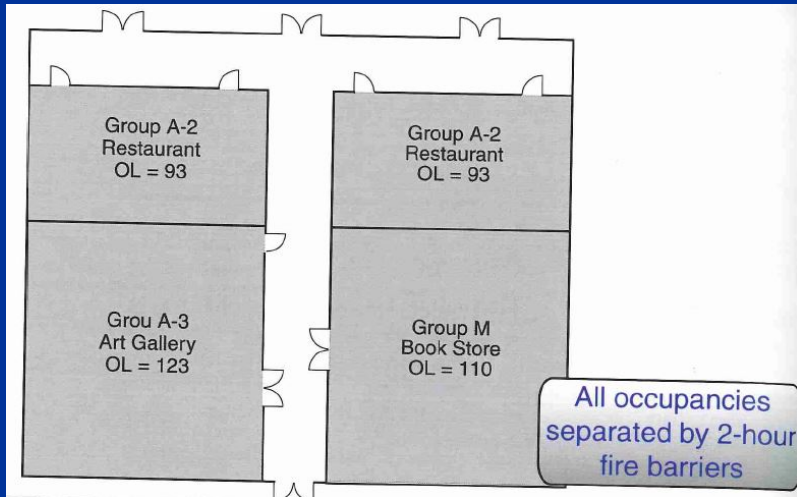 Group A-2
Restaurant
OL = 93
Group A-2
Restaurant
OL = 93
Grou A-3
Art Gallery
OL = 123
Group M
Book Store
OL = 110
All occupancies
separated by 2-hour
fire barriers